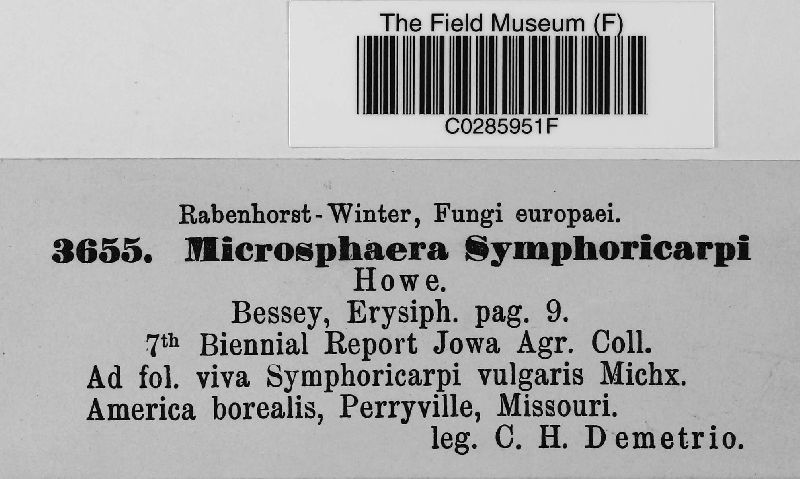 The Field Museum (F)
C0285951F
Rabenhorst-Winter, Fungi europaei.
3655. Microsphaera Symphoricarpi
Howe.
Bessey, Erysiph. pag. 9.
7th Biennial Report Jowa Agr. Coll.
Ad fol. viva Symphoricarpi vulgaris Michx.
America borealis, Perryville, Missouri.
leg. C. H. Demetrio.